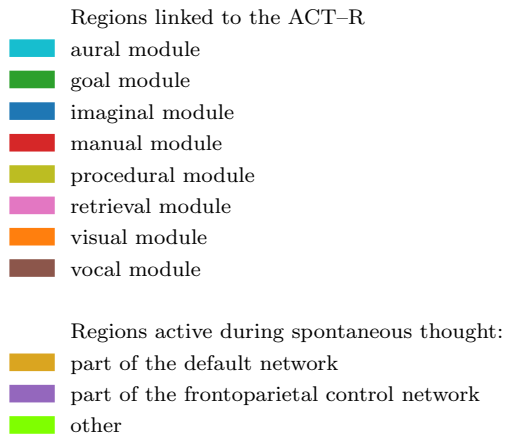 Regions linked to the ACT–R
aural module
goal module
imaginal module
manual module
procedural module
retrieval module
visual module
vocal module
Regions active during spontaneous thought:
part of the default network
part of the frontoparietal control network
other